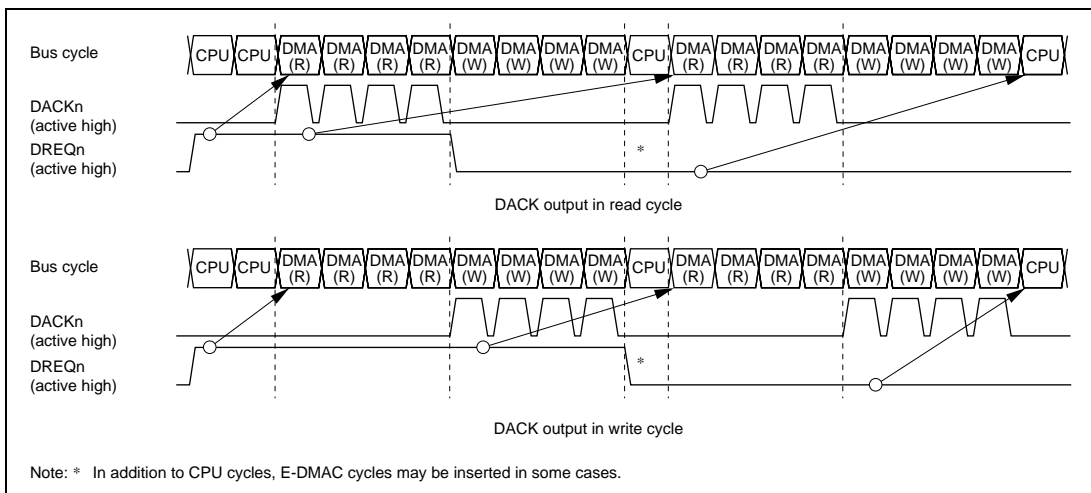 Bus cycle
CPU CPU DMA (R) DMA (R) DMA (R) DMA (R) DMA (W) DMA (W) DMA (W) DMA (W) CPU DMA (R) DMA (R) DMA (R) DMA (R) DMA (W) DMA (W) DMA (W) DMA (W) CPU
DACKn
(active high)
DREQn
(active high)
*
DACK output in read cycle
Bus cycle
CPU CPU DMA (R) DMA (R) DMA (R) DMA (R) DMA (W) DMA (W) DMA (W) DMA (W) CPU DMA (R) DMA (R) DMA (R) DMA (R) DMA (W) DMA (W) DMA (W) DMA (W) CPU
DACKn
(active high)
DREQn
(active high)
*
DACK output in write cycle
Note: * In addition to CPU cycles, E-DMAC cycles may be inserted in some cases.